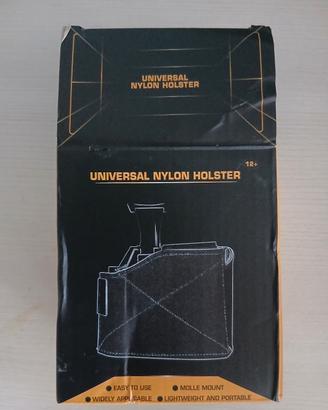 UNIVERSAL
NYLON HOLSTER
12+
UNIVERSAL NYLON HOLSTER
● EASY TO USE ● MOLLE MOUNT
● WIDELY APPLICABLE ● LIGHTWEIGHT AND PORTABLE